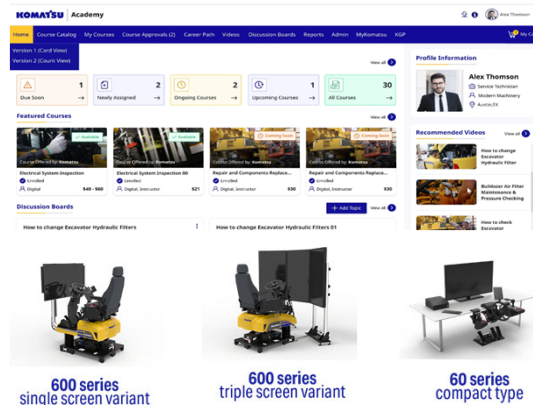 KOMATSU Academy
Alex Thomson
Home Course Catalog My Courses Course Approvals (2) Career Path Videos Discussion Boards Reports Admin MyKomatsu KGP My Ca
Version 1 (Card View)
Version 2 (Count View)
View all
Profile Information
Alex Thomson
Service Technician
Modern Machinery
Austin,TX
1 2 2 1 30
Due Soon Newly Assigned Ongoing Courses Upcoming Courses All Courses
Featured Courses View all
Available Available Coming Soon Coming Soon
Course Offered by: Komatsu Course Offered by: Komatsu Course Offered by: Komatsu Course Offered by: Komatsu
Electrical System Inspection Electrical System Inspection 08 Repair and Components Replace... Repair and Components Replace...
Enrolled Enrolled Enrolled Enrolled
Digital $48 - $60 Digital, Instructor $21 Digital, Instructor $30 Digital, Instructor $30
Recommended Videos View all
How to change
Excavator
Hydraulic Filter
Bulldozer Air Filter
Maintenance &
Pressure Checking
How to check
Excavator
Discussion Boards + Add Topic View all
How to change Excavator Hydraulic Filters How to change Excavator Hydraulic Filters 01
600 series
single screen variant
600 series
triple screen variant
60 series
compact type